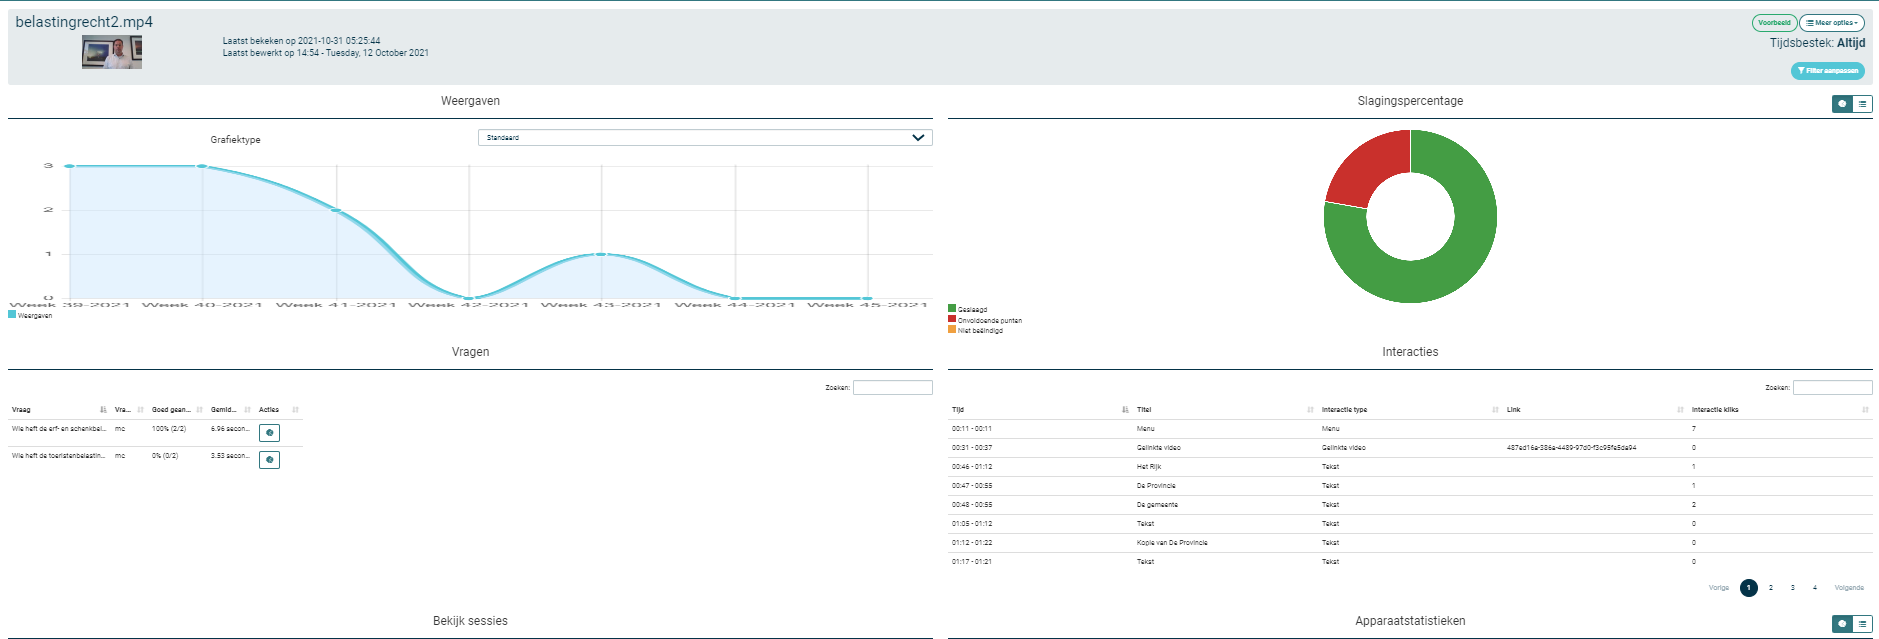 belastingrecht2.mp4
Laatst bekeken op 2021-10-31 05:25:44
Laatst bewerkt op 14:54 - Tuesday, 12 October 2021
Voorbeeld Meer opties
Tijdsbestek: Altijd
Filter aanpassen
Weergaven
Grafiektype Standaard
3
2
1
0
Week 39-2021 Week 40-2021 Week 41-2021 Week 42-2021 Week 43-2021 Week 44-2021 Week 45-2021
Weergaven
Slagingspercentage
Geslaagd
Onvoldoende punten
Niet beëindigd
Vragen
Zoeken:
Vraag Vra... Goed gean... Gemid... Acties
Wie heft de erf- en schenkbel... mc 100% (2/2) 6.96 secon...
Wie heft de toeristenbelastin... mc 0% (0/2) 3.53 secon...
Interacties
Zoeken:
Tijd Titel Interactie type Link Interactie kliks
00:11 - 00:11 Menu Menu 7
00:31 - 00:37 Gelinkte video Gelinkte video 487ed16e-386a-4489-97d0-f3c95fe5da94 0
00:46 - 01:12 Het Rijk Tekst 1
00:47 - 00:55 De Provincie Tekst 1
00:48 - 00:55 De gemeente Tekst 2
01:05 - 01:12 Tekst Tekst 0
01:12 - 01:22 Kopie van De Provincie Tekst 0
01:17 - 01:21 Tekst Tekst 0
Vorige 1 2 3 4 Volgende
Bekijk sessies
Apparaatstatistieken